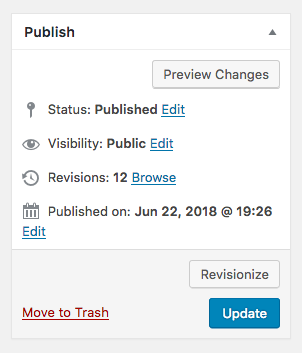 Publish
Preview Changes
Status: Published Edit
Visibility: Public Edit
Revisions: 12 Browse
Published on: Jun 22, 2018 @ 19:26
Edit
Revisionize
Move to Trash
Update